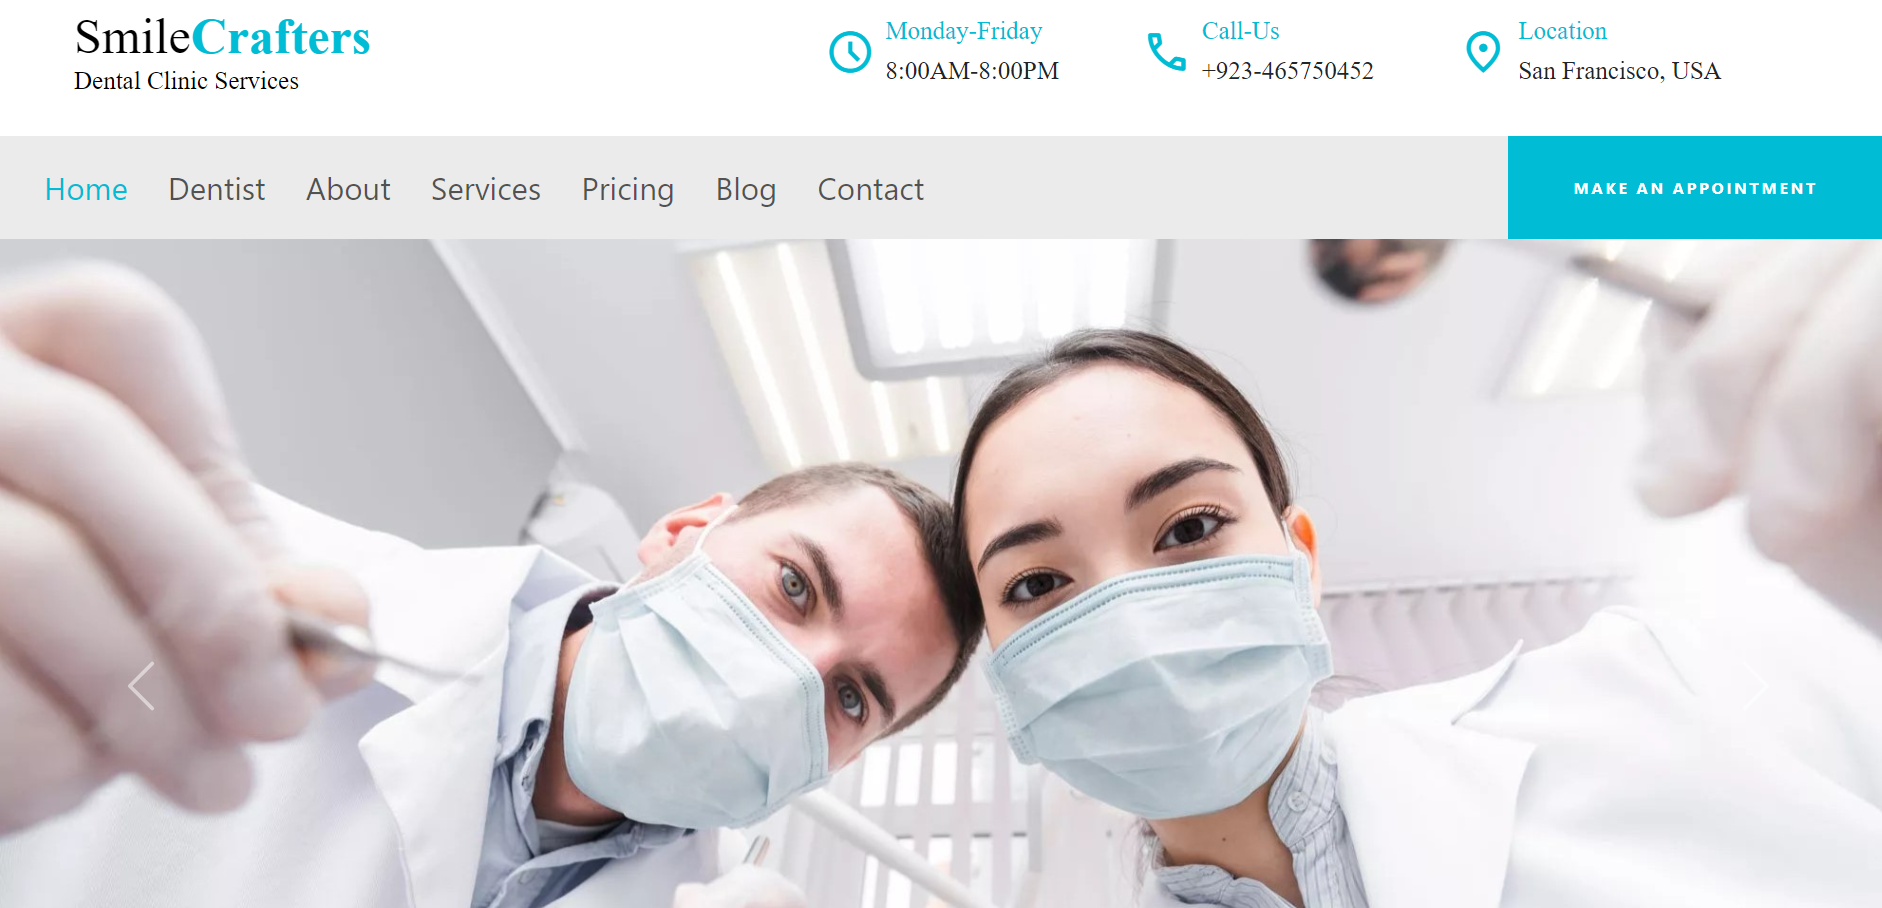 SmileCrafters
Dental Clinic Services
Monday-Friday
8:00AM-8:00PM
Call-Us
+923-465750452
Location
San Francisco, USA
Home Dentist About Services Pricing Blog Contact
MAKE AN APPOINTMENT